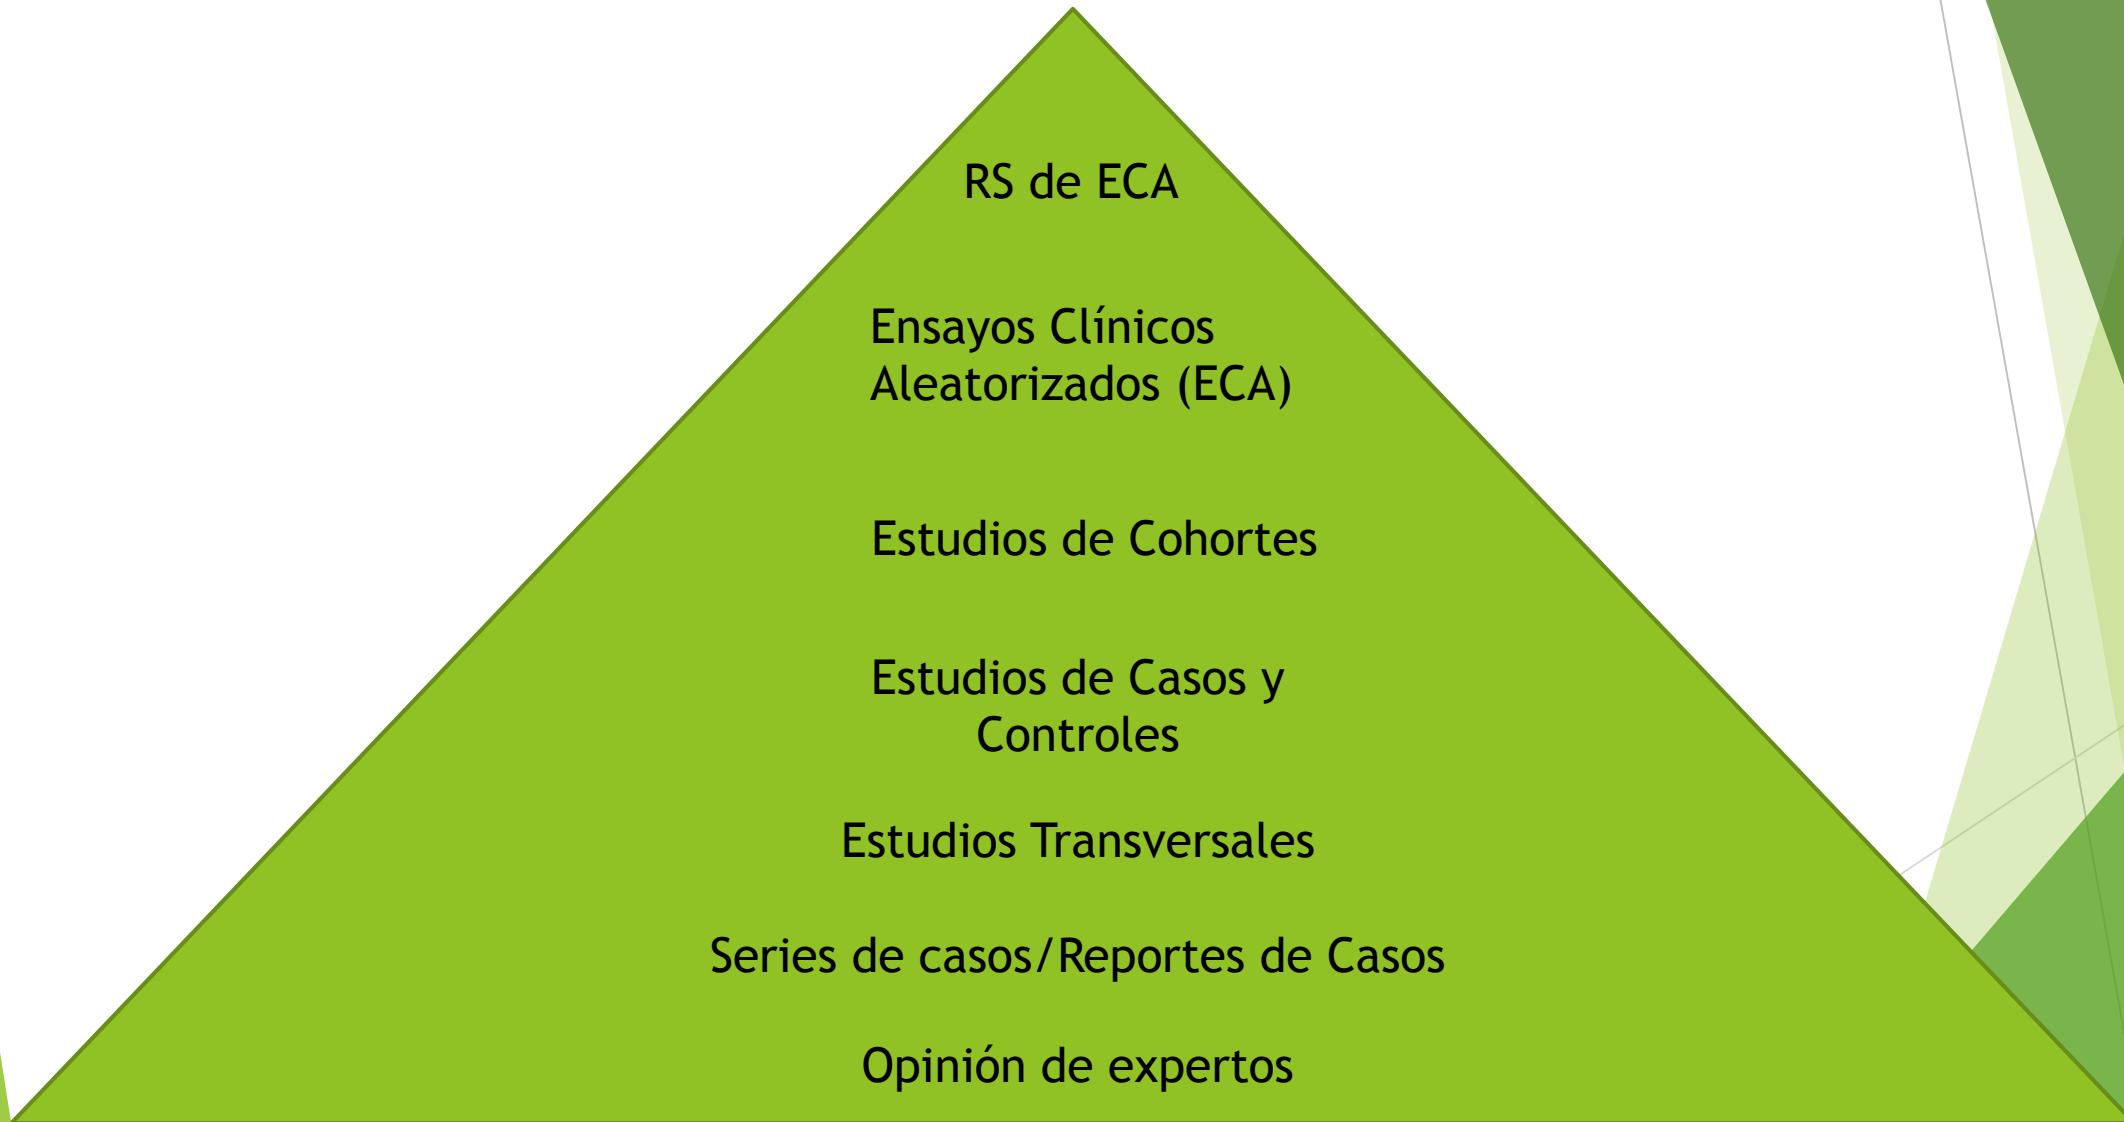 RS de ECA
Ensayos Clínicos
Aleatorizados (ECA)
Estudios de Cohortes
Estudios de Casos y
Controles
Estudios Transversales
Series de casos/Reportes de Casos
Opinión de expertos